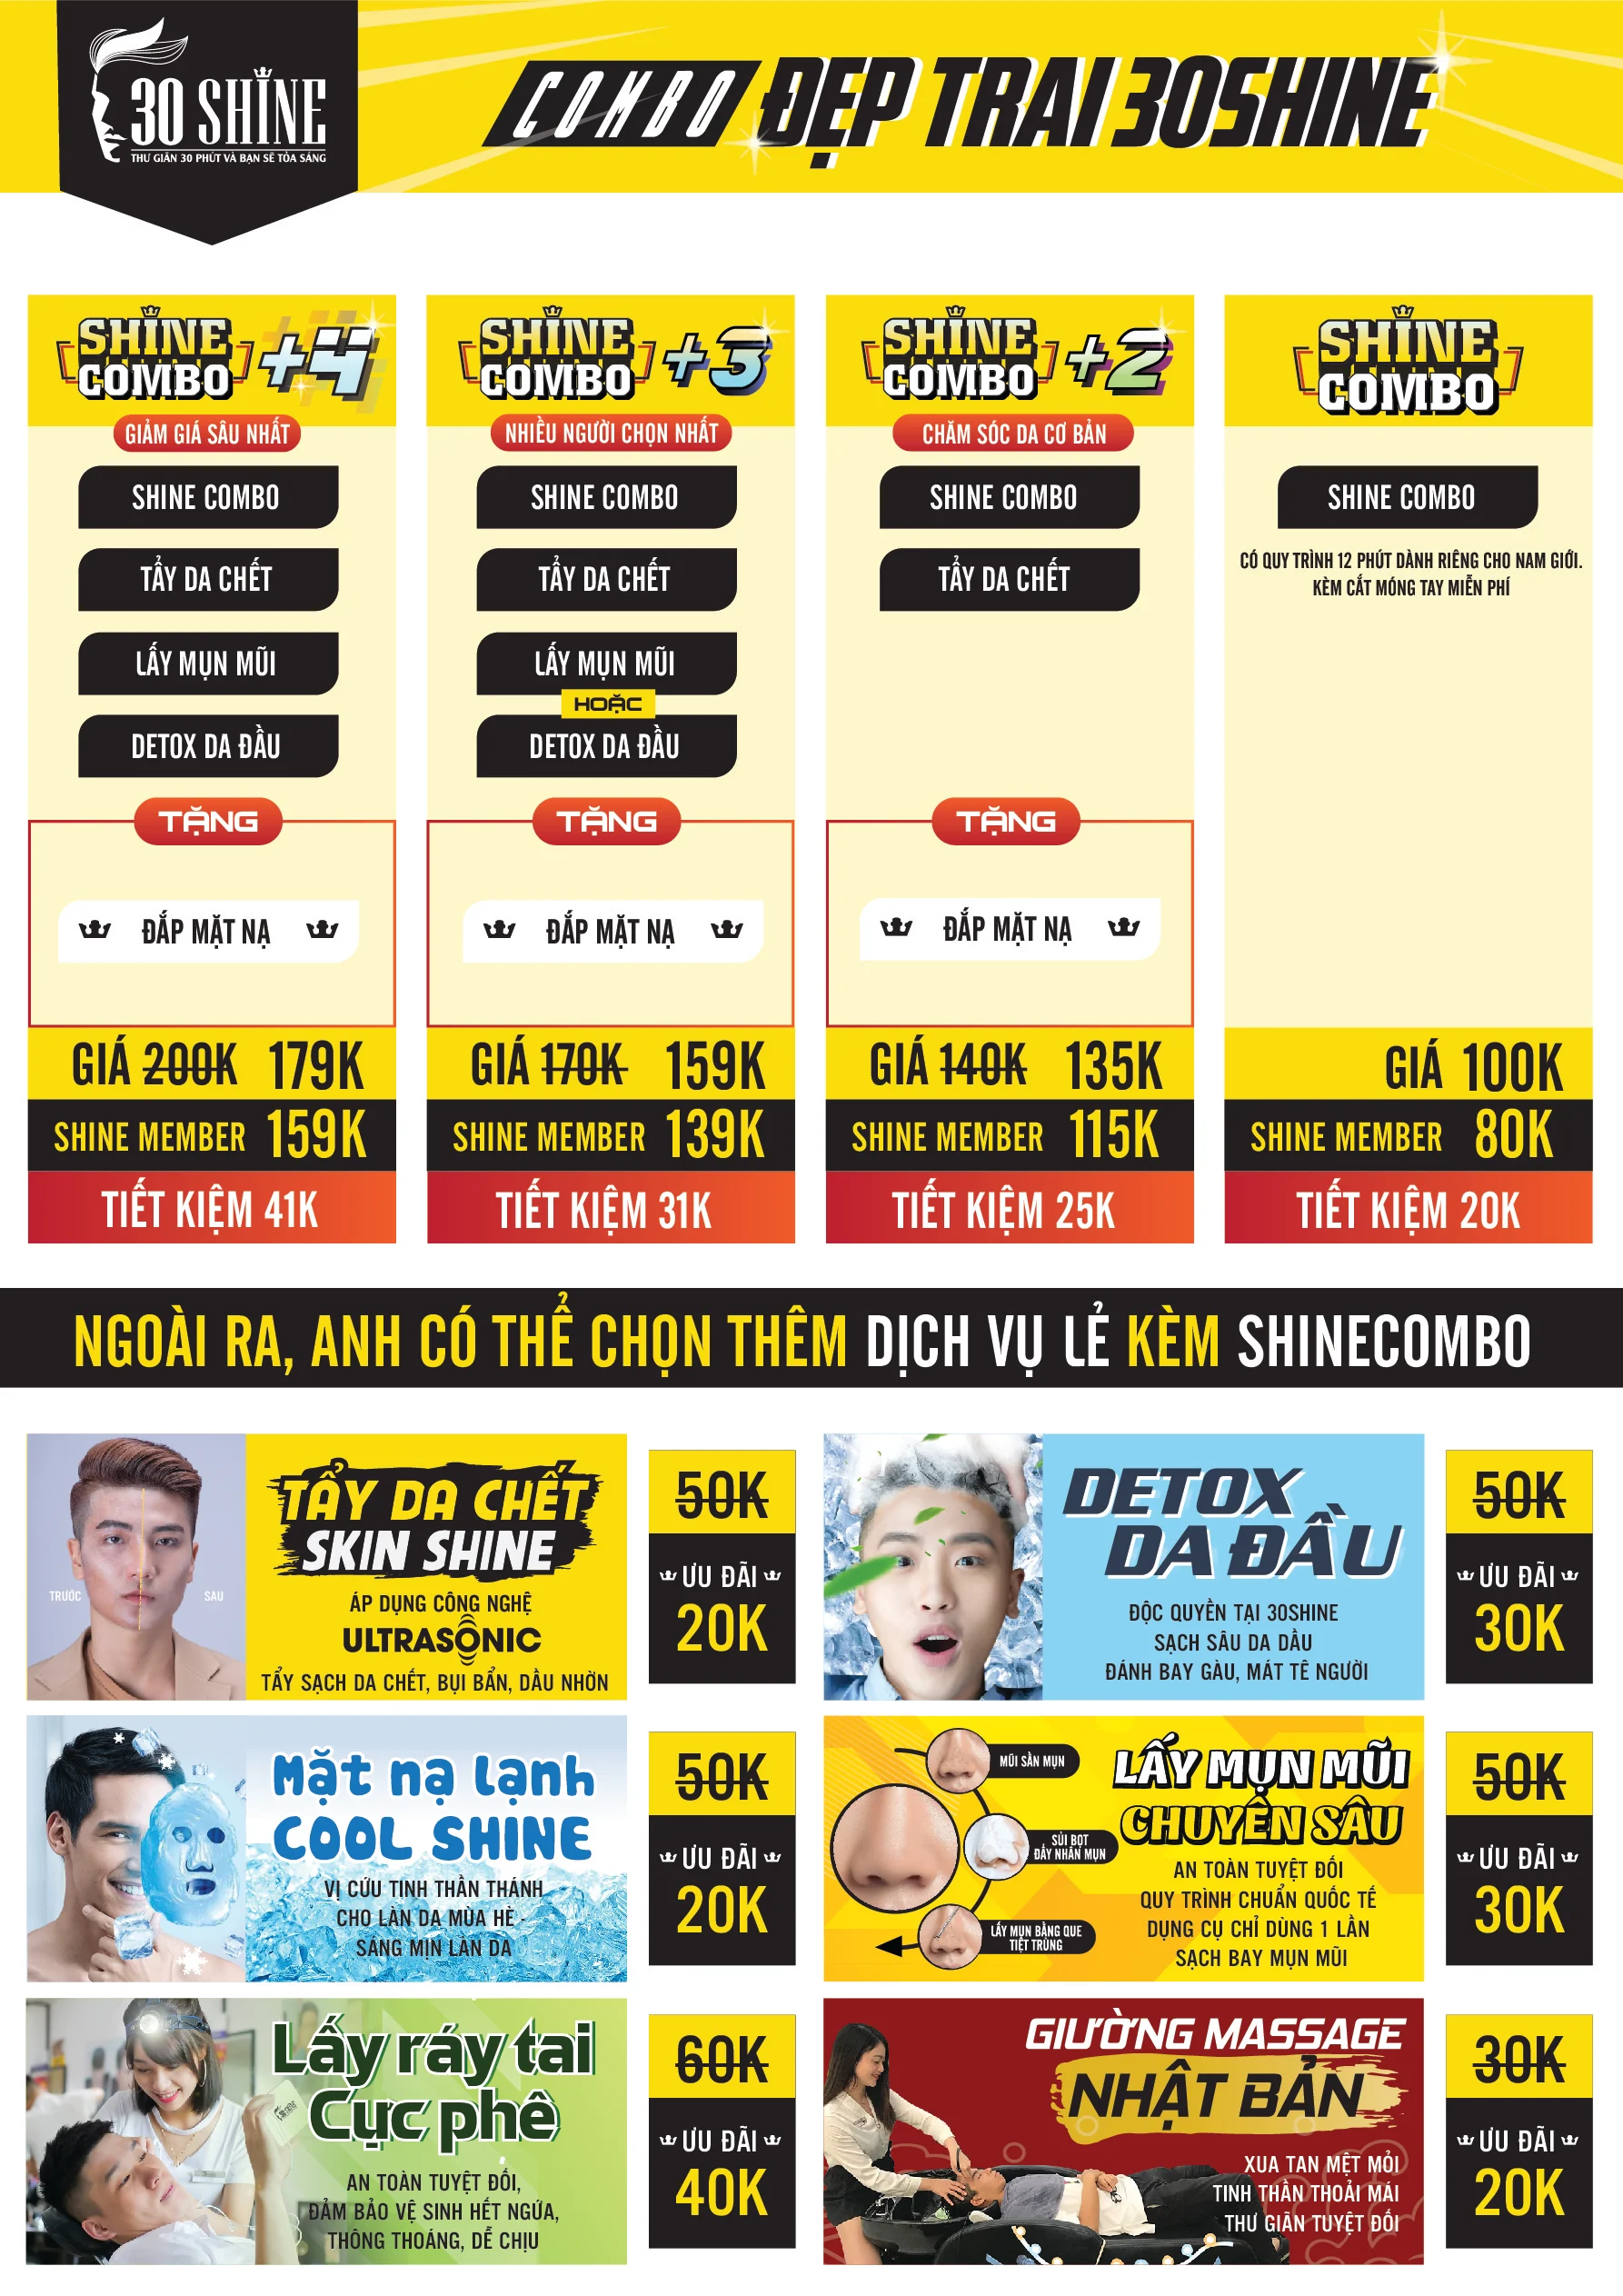 30 SHINE
THƯ GIÃN 30 PHÚT VÀ BẠN SẼ TỎA SÁNG
COMBO ĐẸP TRAI 30SHINE
SHINE
COMBO +4
GIẢM GIÁ SÂU NHẤT
SHINE COMBO
TẨY DA CHẾT
LẤY MỤN MŨI
DETOX DA ĐẦU
TẶNG
ĐẮP MẶT NẠ
GIÁ 200K 179K
SHINE MEMBER 159K
TIẾT KIỆM 41K
SHINE
COMBO +3
NHIỀU NGƯỜI CHỌN NHẤT
SHINE COMBO
TẨY DA CHẾT
LẤY MỤN MŨI
HOẶC
DETOX DA ĐẦU
TẶNG
ĐẮP MẶT NẠ
GIÁ 170K 159K
SHINE MEMBER 139K
TIẾT KIỆM 31K
SHINE
COMBO +2
CHĂM SÓC DA CƠ BẢN
SHINE COMBO
TẨY DA CHẾT
TẶNG
ĐẮP MẶT NẠ
GIÁ 140K 135K
SHINE MEMBER 115K
TIẾT KIỆM 25K
SHINE
COMBO
SHINE COMBO
CÓ QUY TRÌNH 12 PHÚT DÀNH RIÊNG CHO NAM GIỚI.
KÈM CẮT MÓNG TAY MIỄN PHÍ
GIÁ 100K
SHINE MEMBER 80K
TIẾT KIỆM 20K
NGOÀI RA, ANH CÓ THỂ CHỌN THÊM DỊCH VỤ LẺ KÈM SHINECOMBO
TRƯỚC
SAU
TẨY DA CHẾT
SKIN SHINE
ÁP DỤNG CÔNG NGHỆ
ULTRASONIC
TẨY SẠCH DA CHẾT, BỤI BẨN, DẦU NHỜN
50K
ƯU ĐÃI
20K
DETOX
DA ĐẦU
ĐỘC QUYỀN TẠI 30SHINE
SẠCH SÂU DA DẦU
ĐÁNH BAY GÀU, MÁT TÊ NGƯỜI
50K
ƯU ĐÃI
30K
Mặt nạ lạnh
COOL SHINE
VỊ CỨU TINH THẦN THÁNH
CHO LÀN DA MÙA HÈ -
SÁNG MỊN LÀN DA
50K
ƯU ĐÃI
20K
MŨI SẦN MỤN
SỦI BỌT
ĐẨY NHÂN MỤN
LẤY MỤN BẰNG QUE
TIỆT TRÙNG
LẤY MỤN MŨI
CHUYÊN SÂU
AN TOÀN TUYỆT ĐỐI
QUY TRÌNH CHUẨN QUỐC TẾ
DỤNG CỤ CHỈ DÙNG 1 LẦN
SẠCH BAY MỤN MŨI
50K
ƯU ĐÃI
30K
Lấy ráy tai
Cực phê
AN TOÀN TUYỆT ĐỐI,
ĐẢM BẢO VỆ SINH HẾT NGỨA,
THÔNG THOÁNG, DỄ CHỊU
60K
ƯU ĐÃI
40K
GIƯỜNG MASSAGE
NHẬT BẢN
XUA TAN MỆT MỎI
TINH THẦN THOẢI MÁI
THƯ GIÃN TUYỆT ĐỐI
30K
ƯU ĐÃI
20K